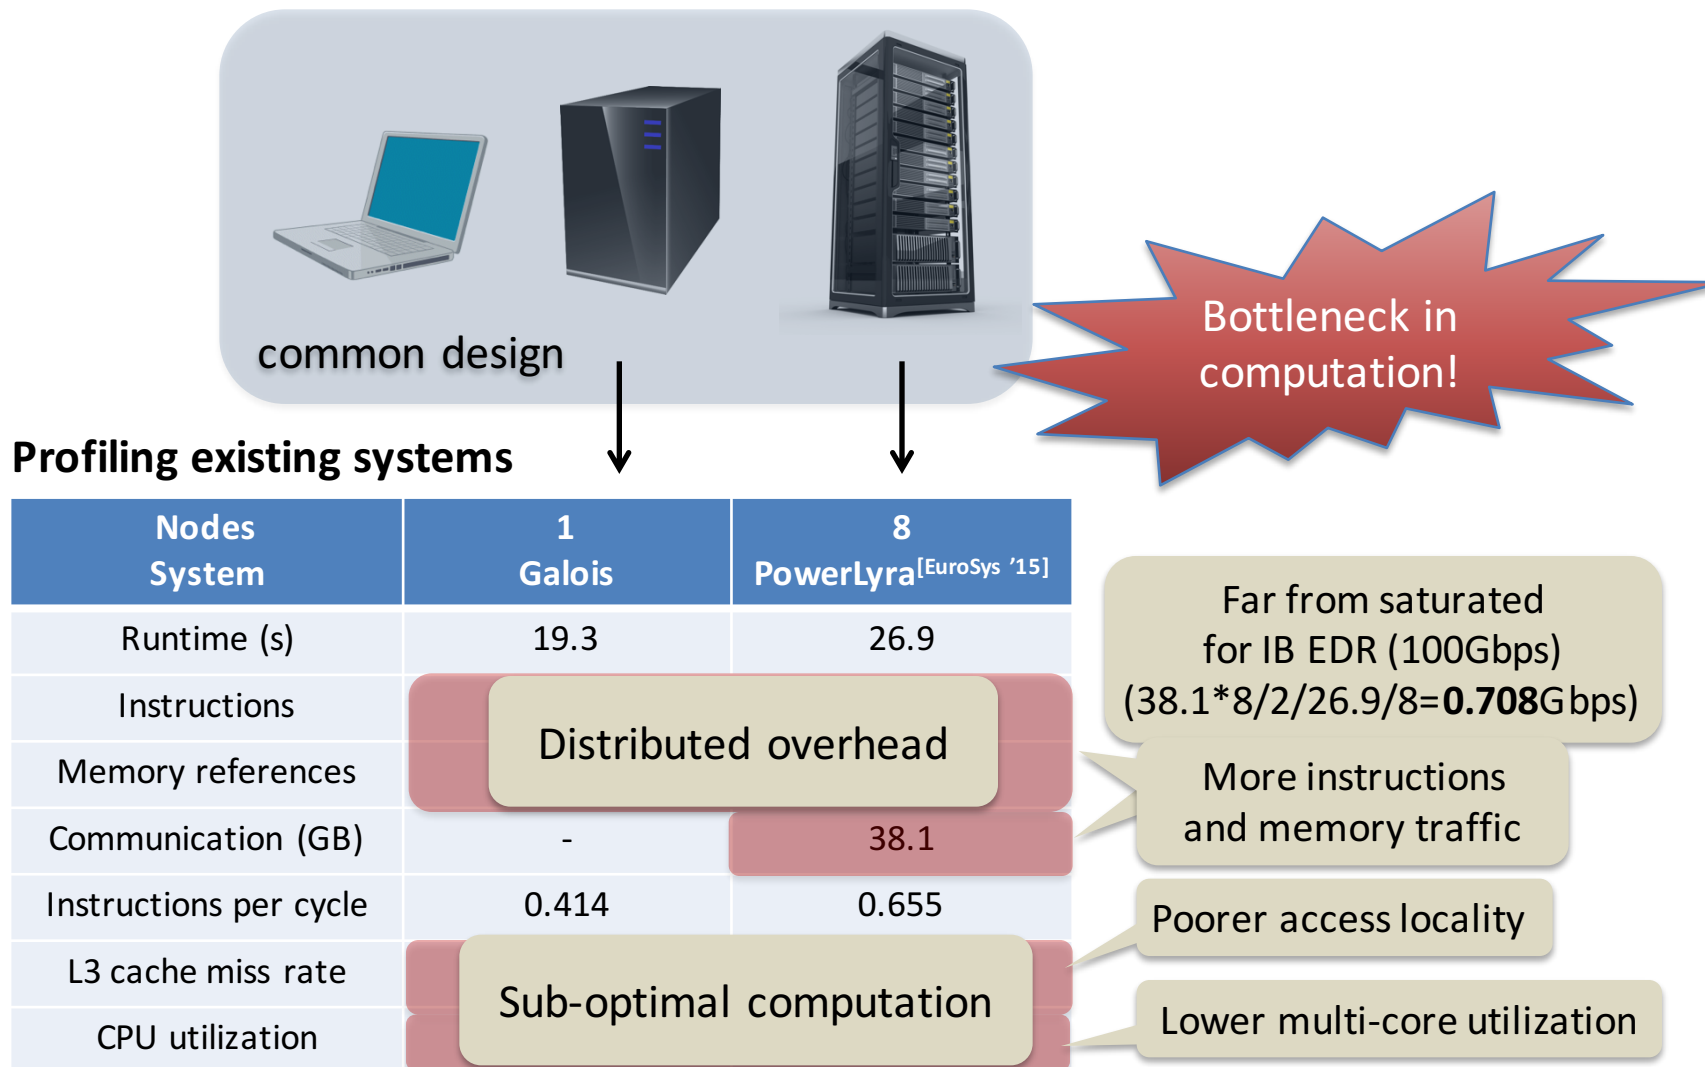 common design
Bottleneck in
computation!
Profiling existing systems
Nodes 1 8
System Galois PowerLyra[EuroSys ’15]
Runtime (s) 19.3 26.9
Instructions
Memory references
Distributed overhead
Communication (GB) - 38.1
Instructions per cycle 0.414 0.655
L3 cache miss rate
CPU utilization
Sub-optimal computation
Far from saturated
for IB EDR (100Gbps)
(38.1*8/2/26.9/8=0.708Gbps)
More instructions
and memory traffic
Poorer access locality
Lower multi-core utilization